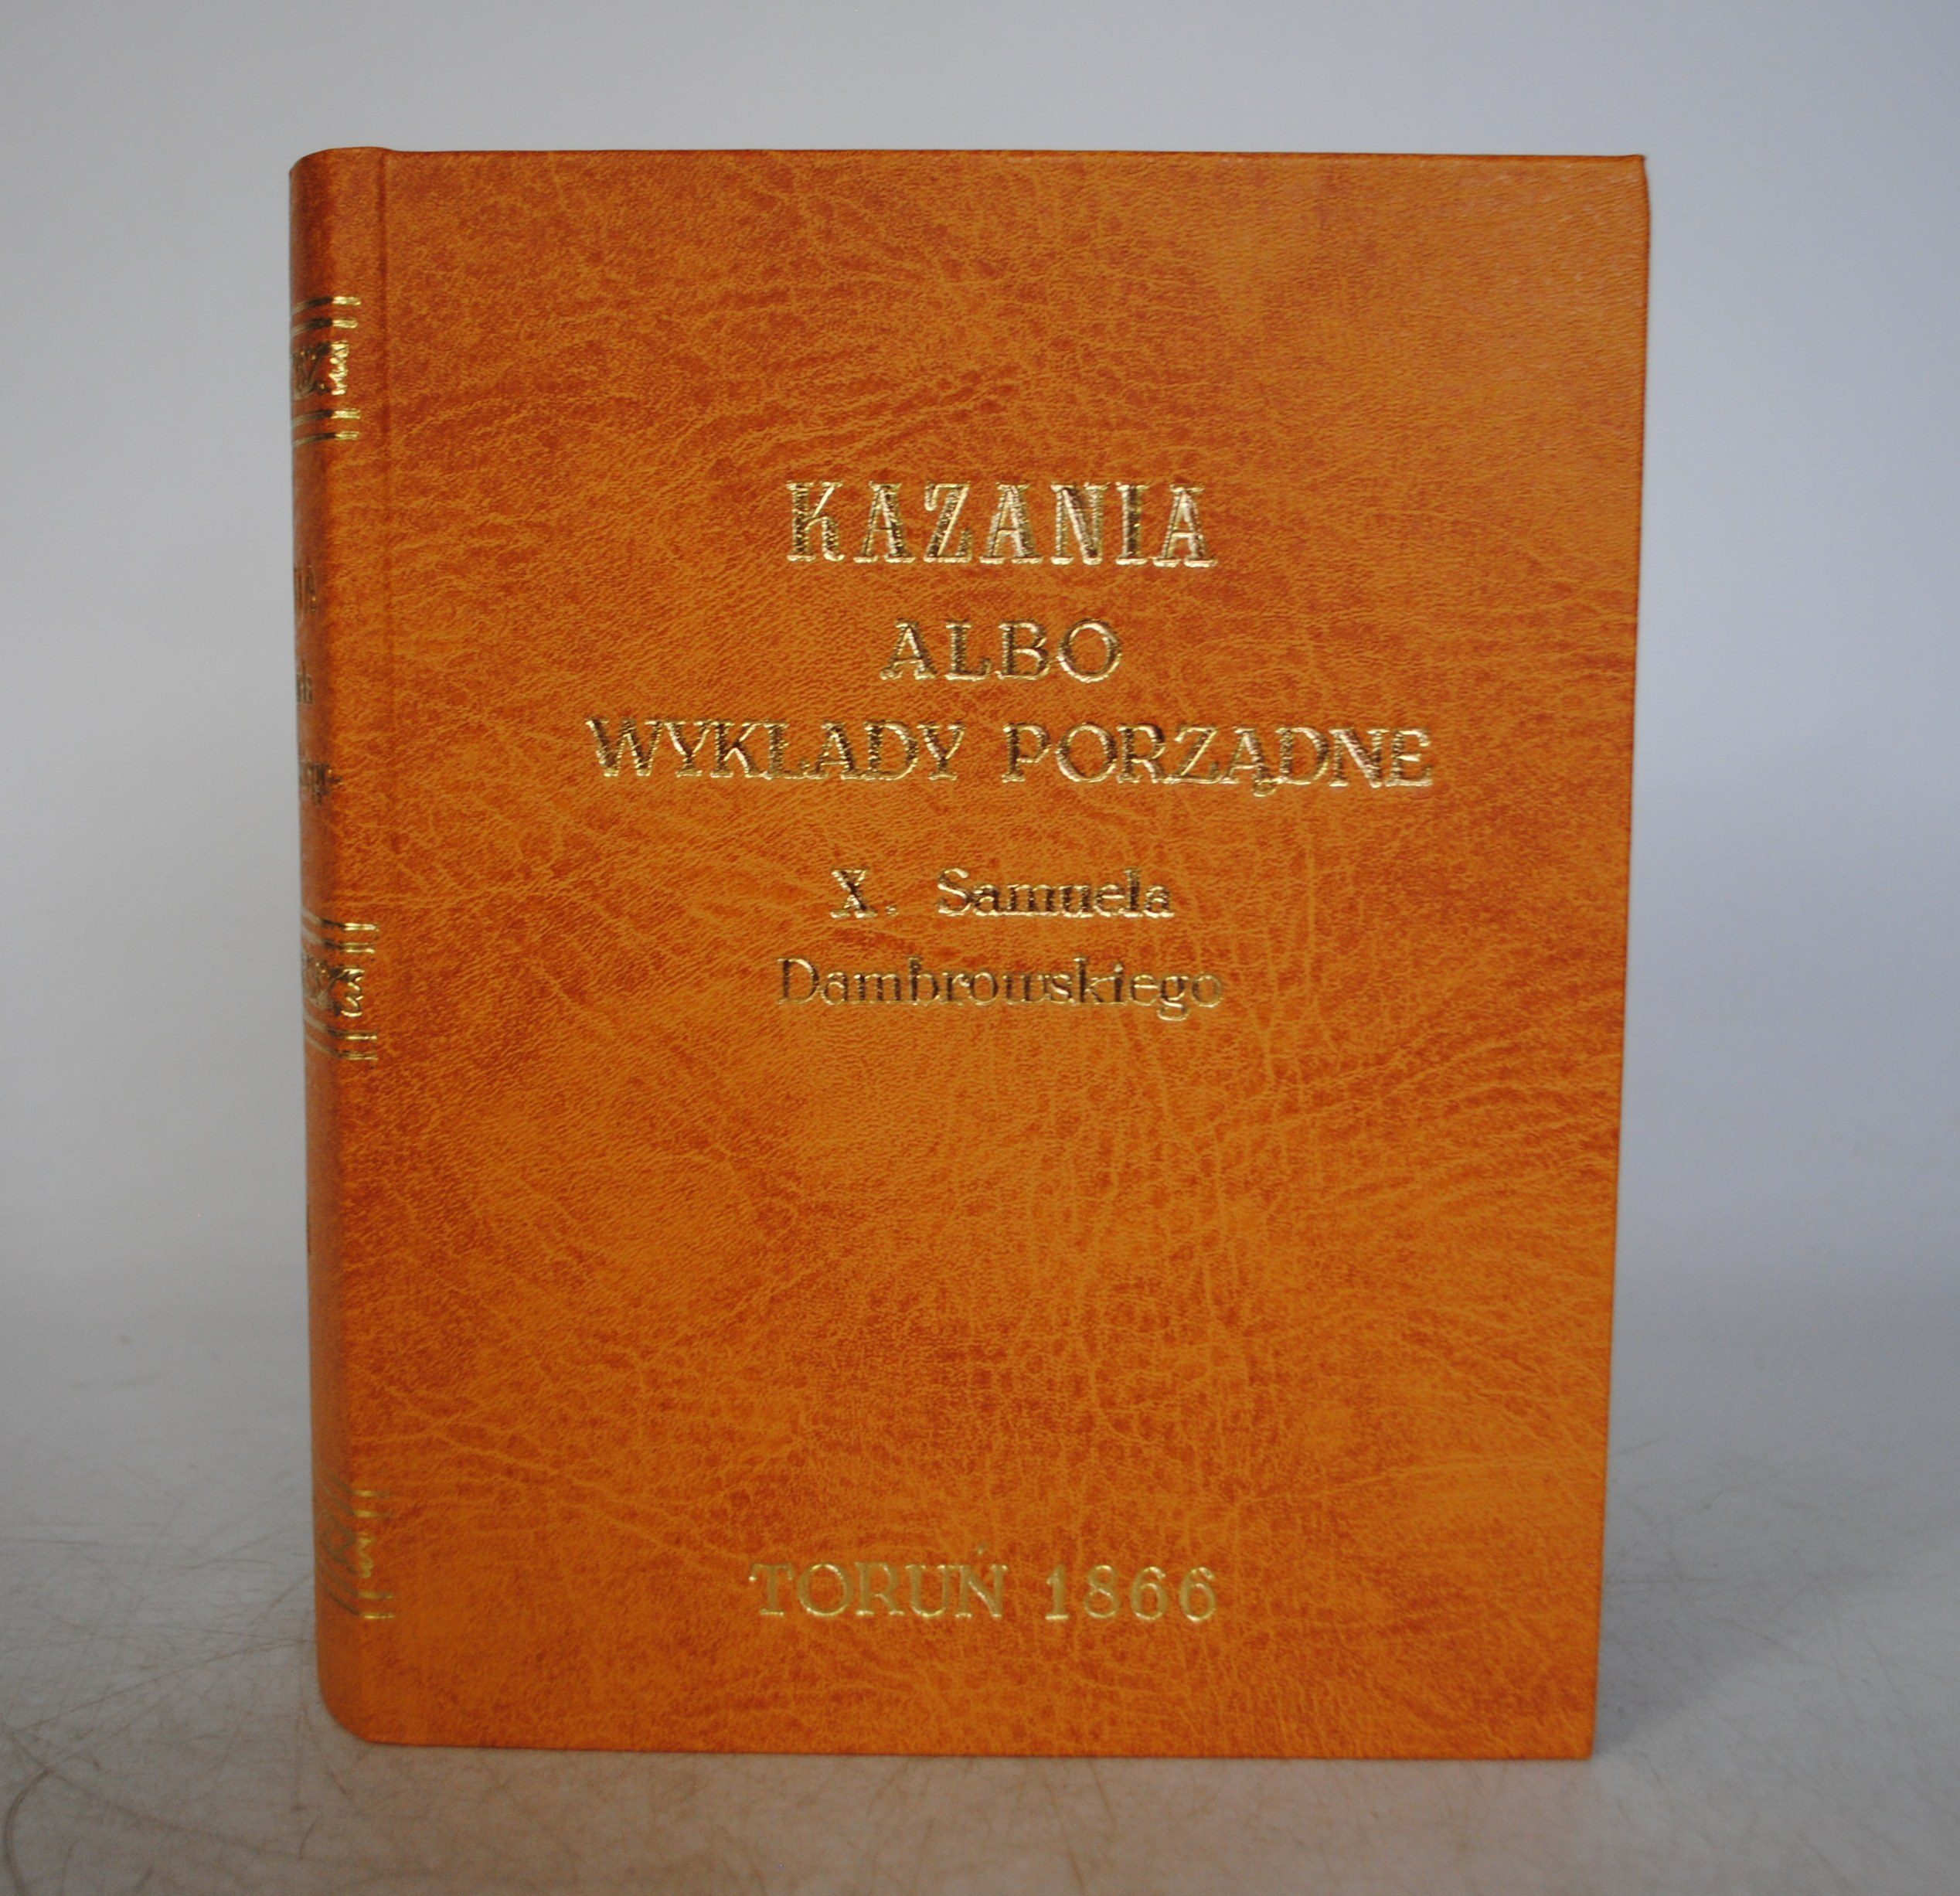 KAZANIA
ALBO
WYKŁADY PORZĄDNE
X. Samuela
Dambrowskiego
TORUŃ 1866